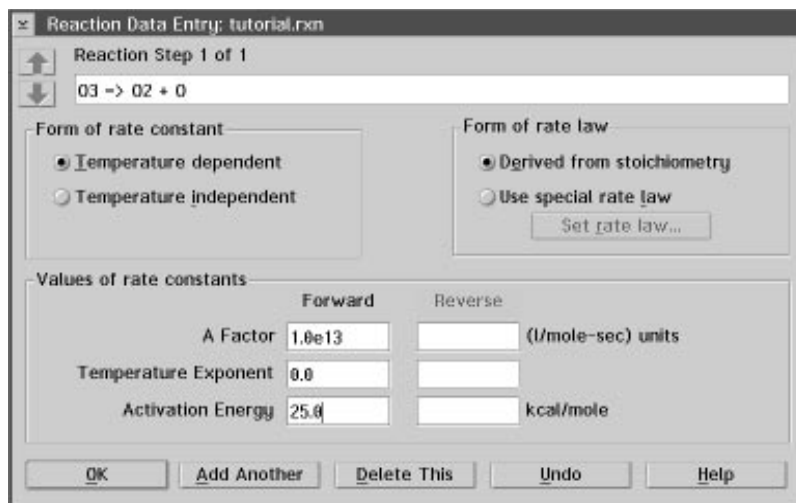 Reaction Data Entry: tutorial.rxn
Reaction Step 1 of 1
O3 => O2 + O
Form of rate constant
Temperature dependent
Temperature independent
Form of rate law
Derived from stoichiometry
Use special rate law
Set rate law...
Values of rate constants
Forward Reverse
A Factor 1.0e13 (l/mole-sec) units
Temperature Exponent 0.0
Activation Energy 25.0 kcal/mole
OK Add Another Delete This Undo Help